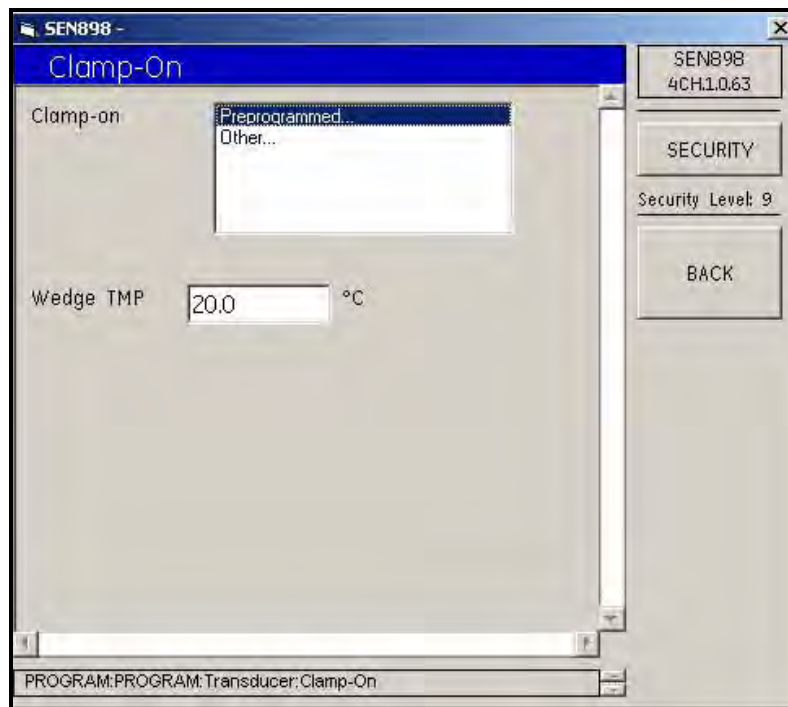 SEN898 -
Clamp-On
Clamp-on
Preprogrammed...
Other...
Wedge TMP
20.0
°C
SEN898
4CH.1.0.63
SECURITY
Security Level: 9
BACK
PROGRAM:PROGRAM:Transducer:Clamp-On